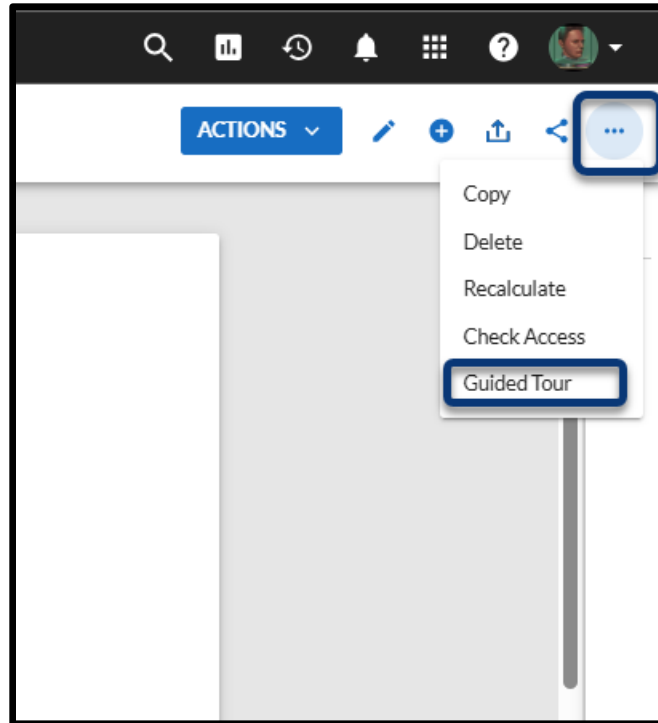 ACTIONS
Copy
Delete
Recalculate
Check Access
Guided Tour